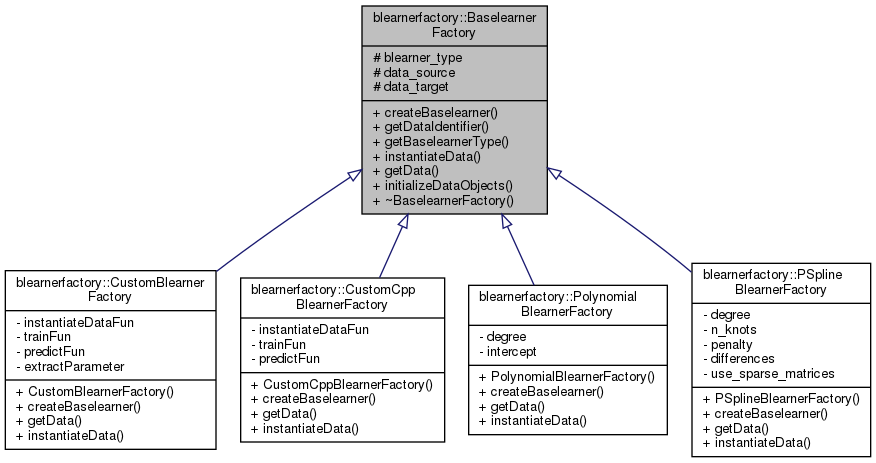 blearnerfactory::Baselearner
Factory
# blearner_type
# data_source
# data_target
+ createBaselearner()
+ getDataIdentifier()
+ getBaselearnerType()
+ instantiateData()
+ getData()
+ initializeDataObjects()
+ ~BaselearnerFactory()
blearnerfactory::CustomBlearner
Factory
- instantiateDataFun
- trainFun
- predictFun
- extractParameter
+ CustomBlearnerFactory()
+ createBaselearner()
+ getData()
+ instantiateData()
blearnerfactory::CustomCpp
BlearnerFactory
- instantiateDataFun
- trainFun
- predictFun
+ CustomCppBlearnerFactory()
+ createBaselearner()
+ getData()
+ instantiateData()
blearnerfactory::Polynomial
BlearnerFactory
- degree
- intercept
+ PolynomialBlearnerFactory()
+ createBaselearner()
+ getData()
+ instantiateData()
blearnerfactory::PSpline
BlearnerFactory
- degree
- n_knots
- penalty
- differences
- use_sparse_matrices
+ PSplineBlearnerFactory()
+ createBaselearner()
+ getData()
+ instantiateData()